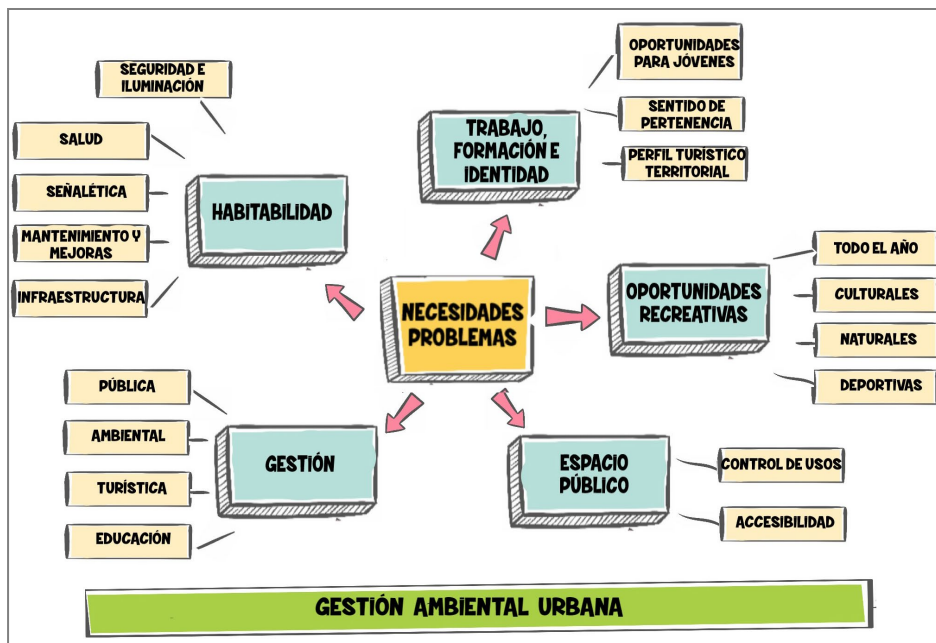 SEGURIDAD E
ILUMINACIÓN
SALUD
SEÑALÉTICA
MANTENIMIENTO Y
MEJORAS
INFRAESTRUCTURA
HABITABILIDAD
OPORTUNIDADES
PARA JÓVENES
SENTIDO DE
PERTENENCIA
PERFIL TURÍSTICO
TERRITORIAL
TRABAJO,
FORMACIÓN E
IDENTIDAD
NECESIDADES
PROBLEMAS
OPORTUNIDADES
RECREATIVAS
TODO EL AÑO
CULTURALES
NATURALES
DEPORTIVAS
PÚBLICA
AMBIENTAL
TURÍSTICA
EDUCACIÓN
GESTIÓN
ESPACIO
PÚBLICO
CONTROL DE USOS
ACCESIBILIDAD
GESTIÓN AMBIENTAL URBANA